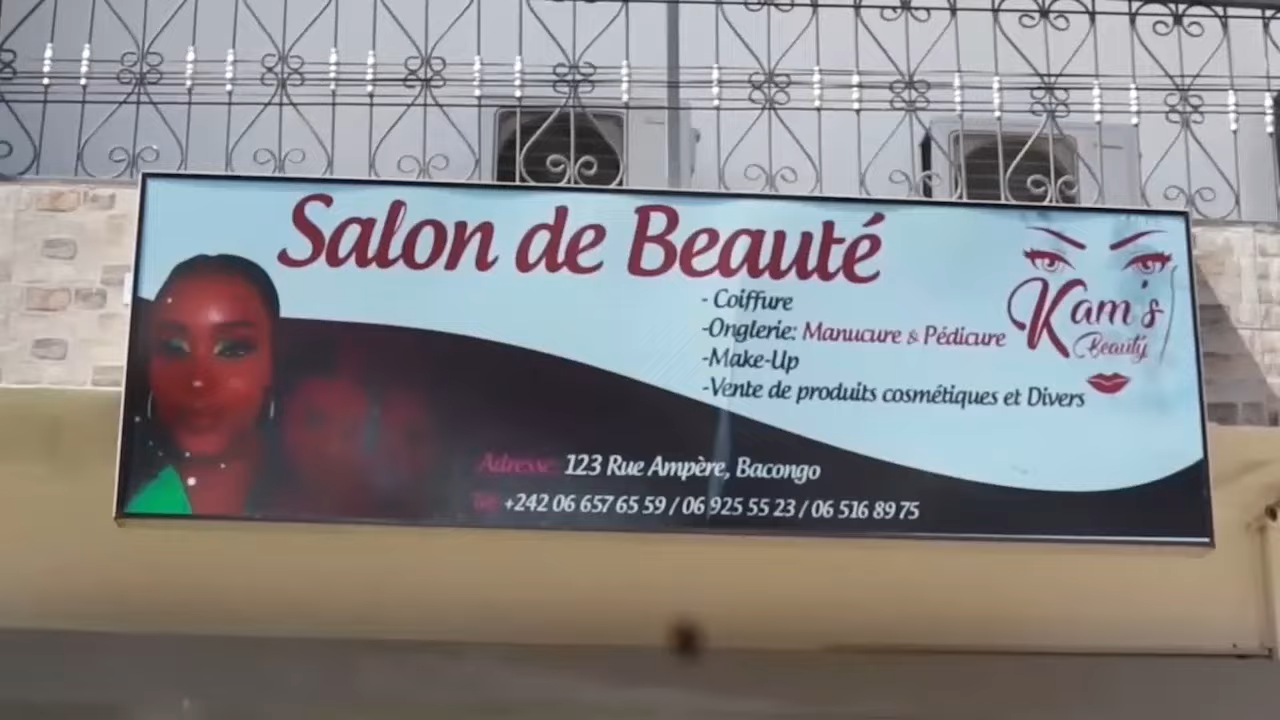 Salon de Beauté
- Coiffure
-Onglerie: Manucure & Pédicure
-Make-Up
-Vente de produits cosmétiques et Divers
Kam's
Beauty
Adresse: 123 Rue Ampère, Bacongo
Tél: +242 06 657 65 59 / 06 925 55 23 / 06 516 89 75